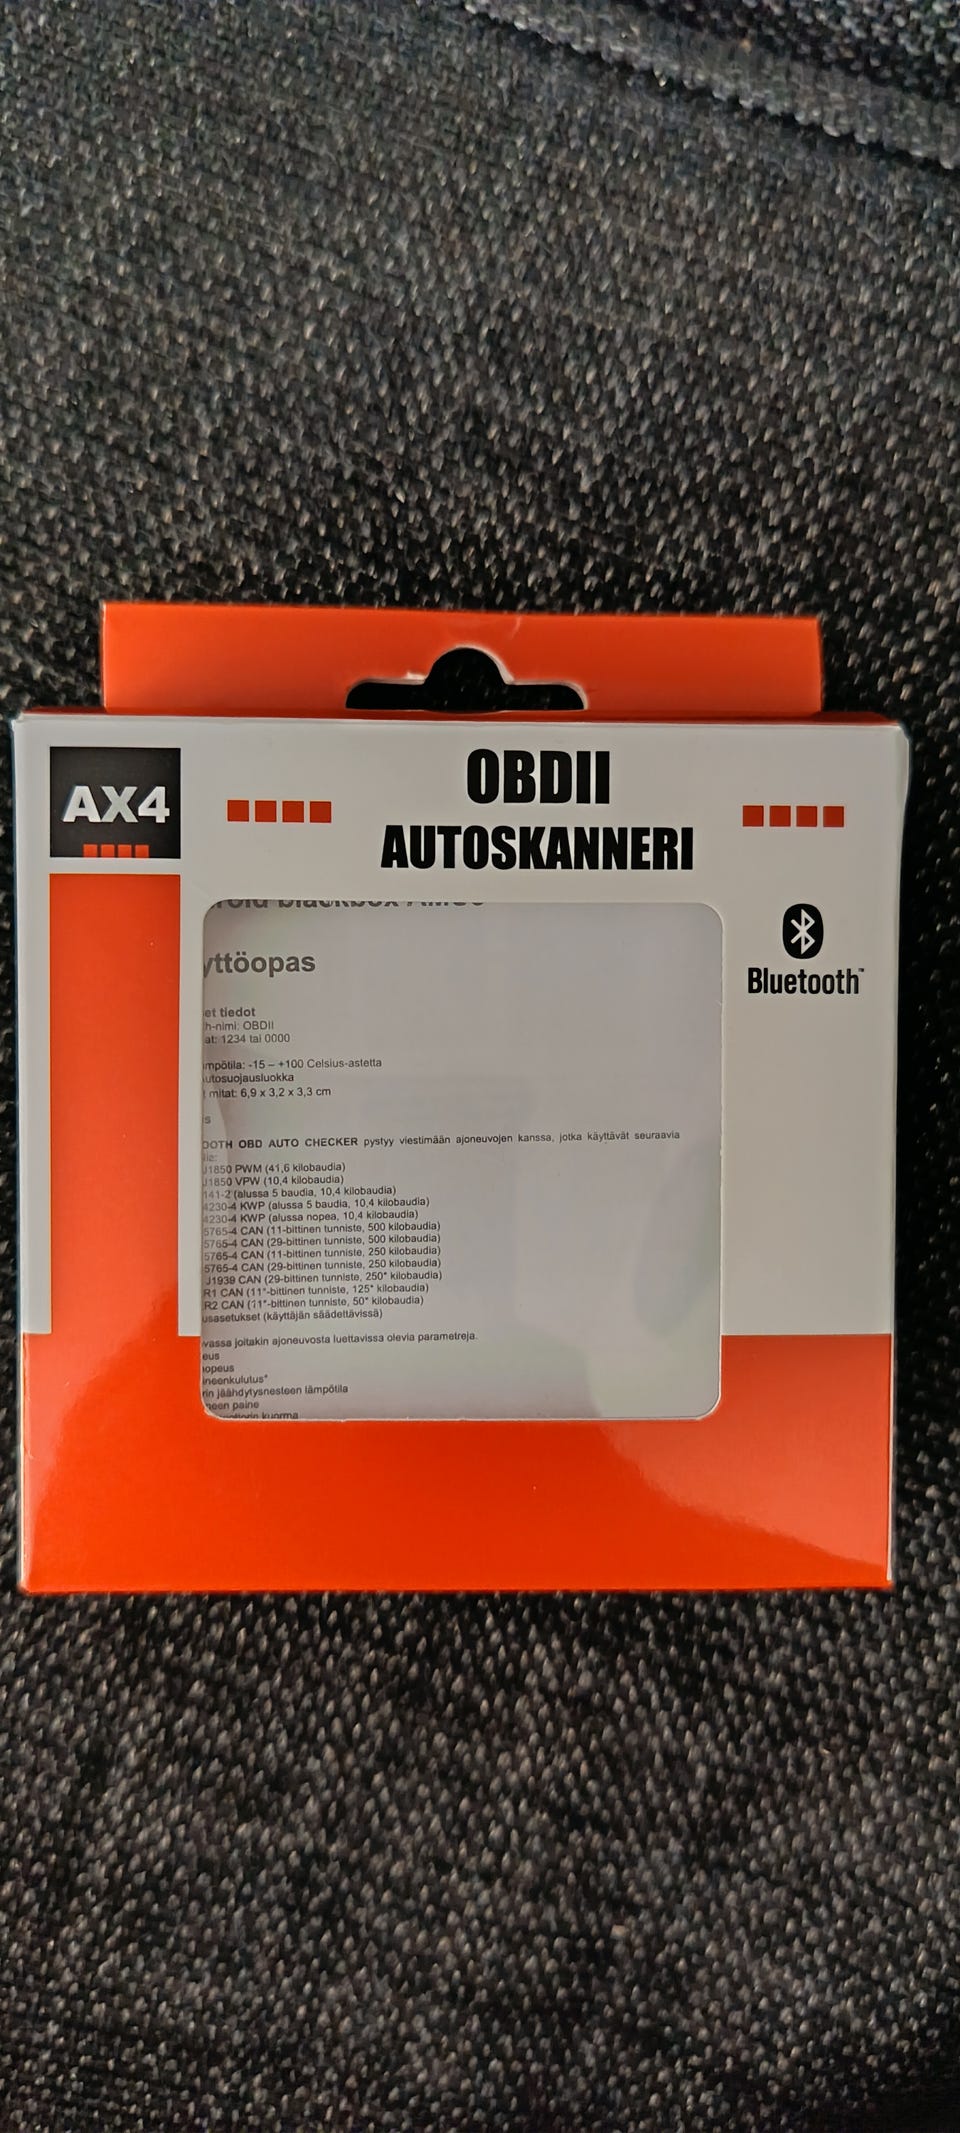 AX4
OBDII
AUTOSKANNERI
Bluetooth™
yttöopas
et tiedot
h-nimi: OBDII
at: 1234 tai 0000
mpötila: -15 – +100 Celsius-astetta
utosuojausluokka
t mitat: 6,9 x 3,2 x 3,3 cm
s
OOTH OBD AUTO CHECKER pystyy viestimään ajoneuvojen kanssa, jotka käyttävät seuraavia
lle:
J1850 PWM (41,6 kilobaudia)
J1850 VPW (10,4 kilobaudia)
141-2 (alussa 5 baudia, 10,4 kilobaudia)
4230-4 KWP (alussa 5 baudia, 10,4 kilobaudia)
4230-4 KWP (alussa nopea, 10,4 kilobaudia)
5765-4 CAN (11-bittinen tunniste, 500 kilobaudia)
5765-4 CAN (29-bittinen tunniste, 500 kilobaudia)
5765-4 CAN (11-bittinen tunniste, 250 kilobaudia)
5765-4 CAN (29-bittinen tunniste, 250 kilobaudia)
J1939 CAN (29-bittinen tunniste, 250* kilobaudia)
R1 CAN (11*-bittinen tunniste, 125* kilobaudia)
R2 CAN (11*-bittinen tunniste, 50* kilobaudia)
usasetukset (käyttäjän säädettävissä)
vassa joitakin ajoneuvosta luettavissa olevia parametreja.
eus
opeus
ineenkulutus*
rin jäähdytysnesteen lämpötila
neen paine
kuorma